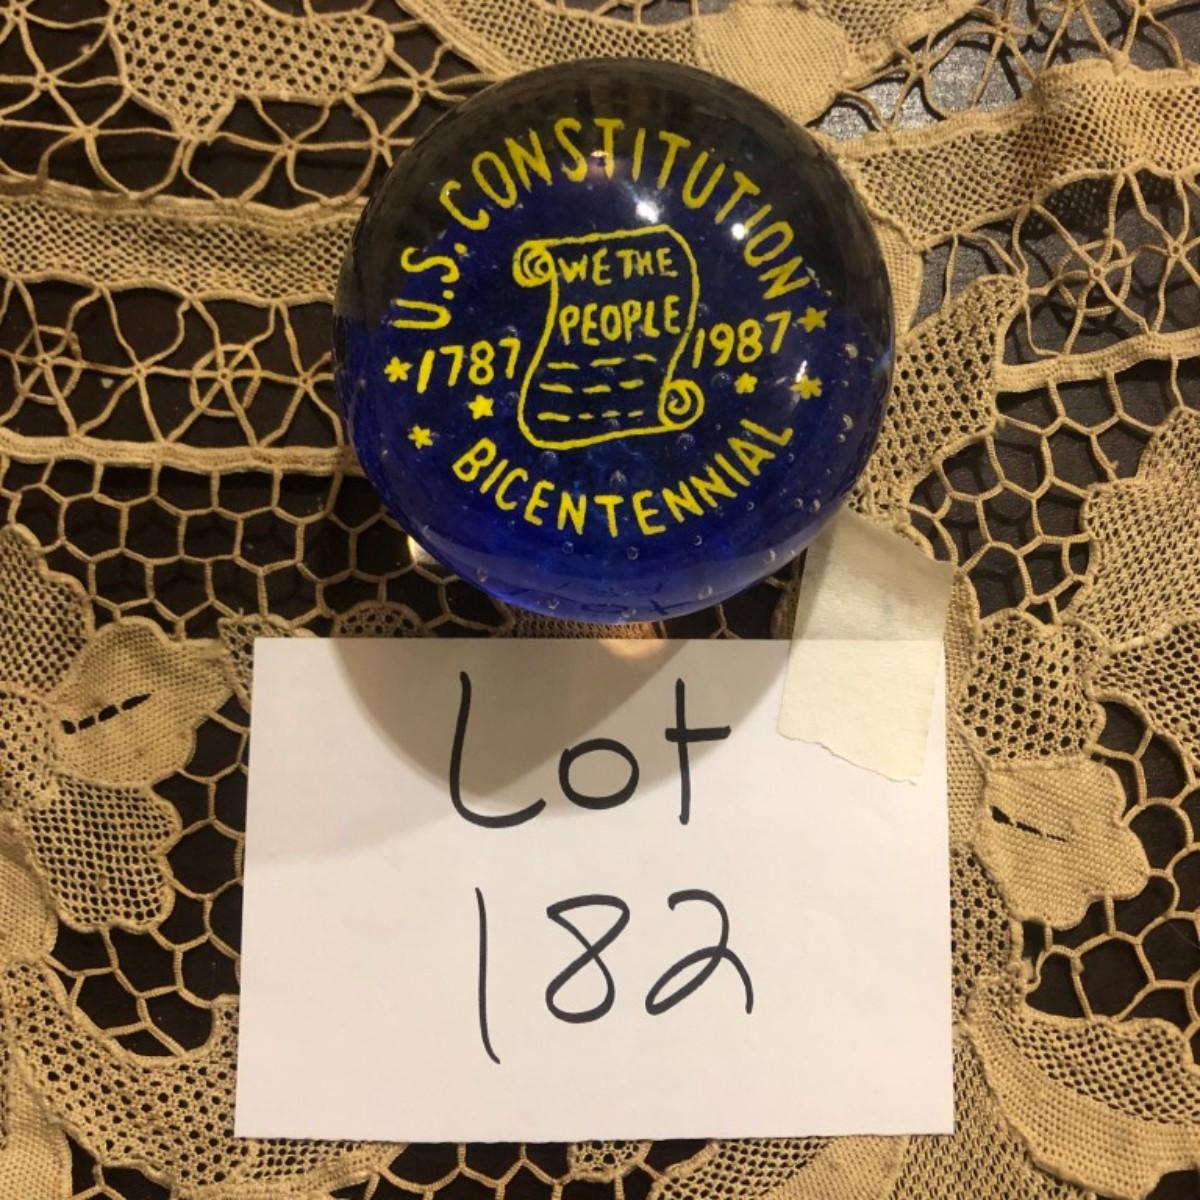 U.S. CONSTITUTION
WE THE
PEOPLE
1787
1987
BICENTENNIAL
Lot
182